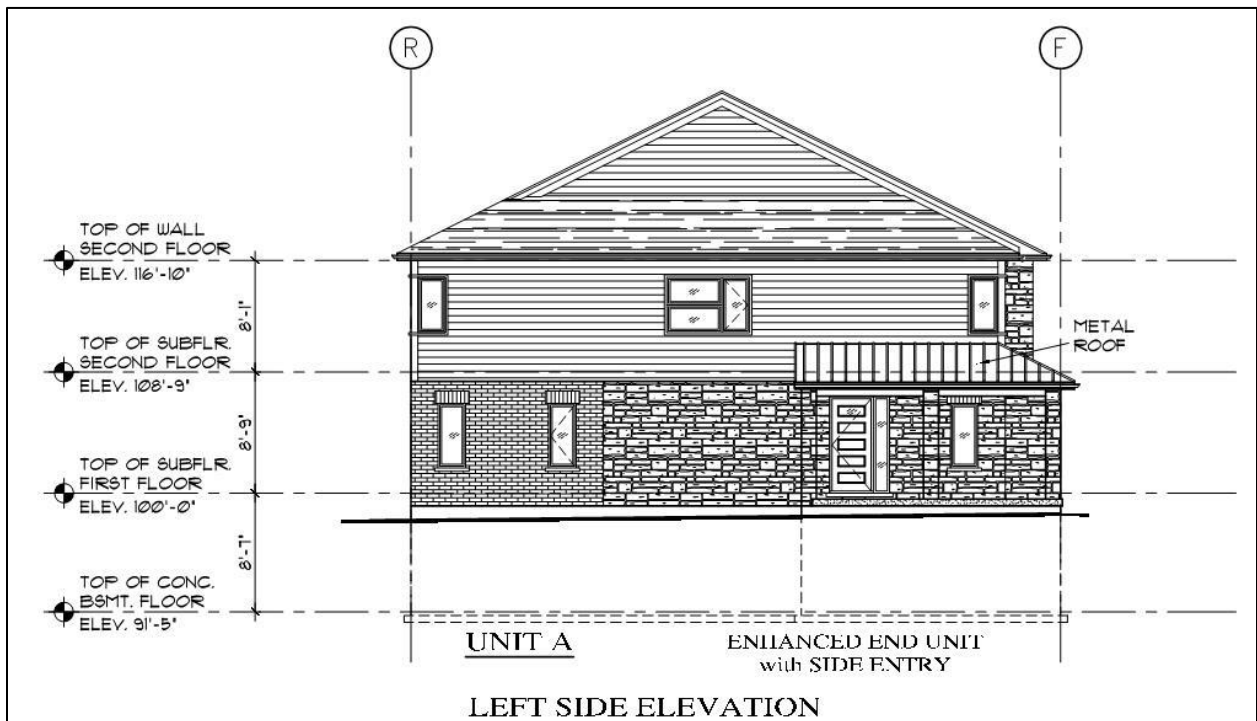 R
F
TOP OF WALL
SECOND FLOOR
ELEV. 116'-10"
8'-1"
TOP OF SUBFLR.
SECOND FLOOR
ELEV. 108'-9"
METAL
ROOF
8'-9"
TOP OF SUBFLR.
FIRST FLOOR
ELEV. 100'-0"
8'-7"
TOP OF CONC.
BSMT. FLOOR
ELEV. 91'-5"
UNIT A
ENHANCED END UNIT
with SIDE ENTRY
LEFT SIDE ELEVATION